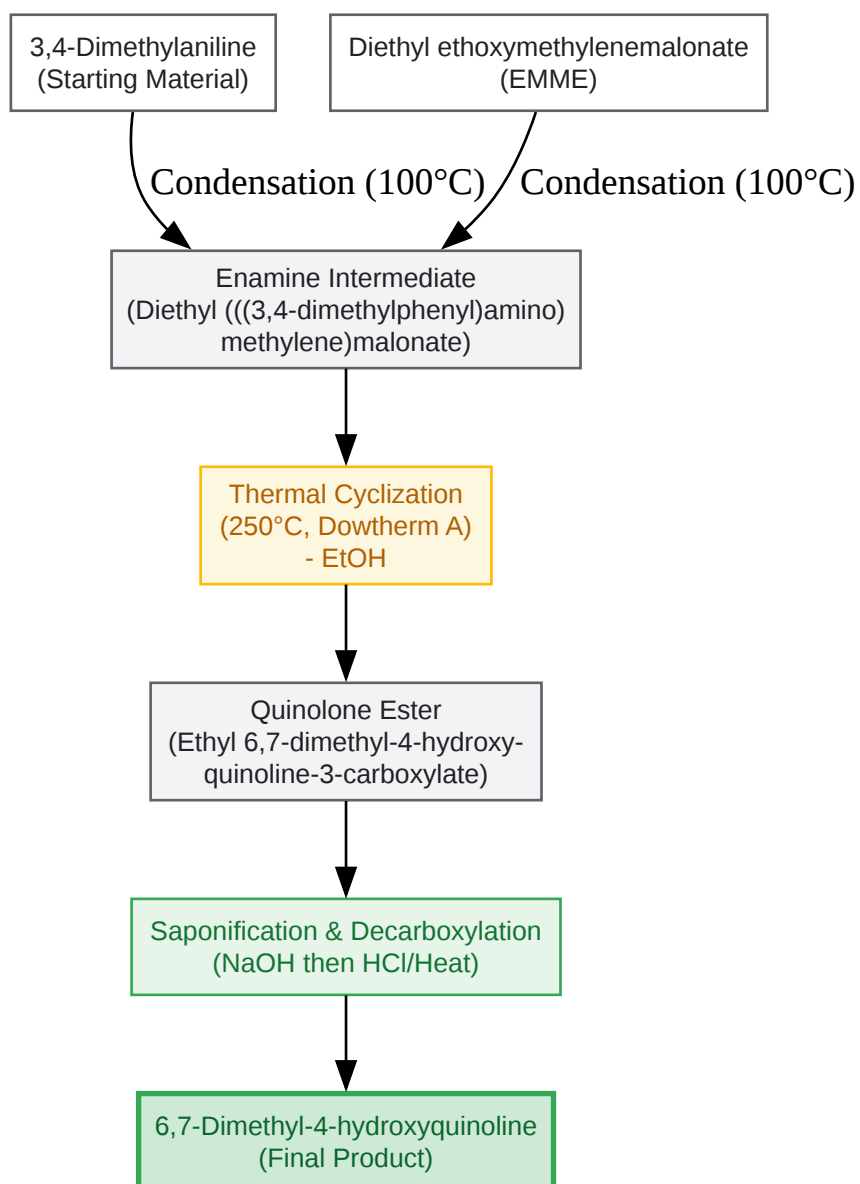 3,4-Dimethylaniline
(Starting Material)
Diethyl ethoxymethylenemalonate
(EMME)
Condensation (100°C)
Condensation (100°C)
Enamine Intermediate
(Diethyl (((3,4-dimethylphenyl)amino)
methylene)malonate)
Thermal Cyclization
(250°C, Dowtherm A)
- EtOH
Quinolone Ester
(Ethyl 6,7-dimethyl-4-hydroxy-
quinoline-3-carboxylate)
Saponification & Decarboxylation
(NaOH then HCl/Heat)
6,7-Dimethyl-4-hydroxyquinoline
(Final Product)